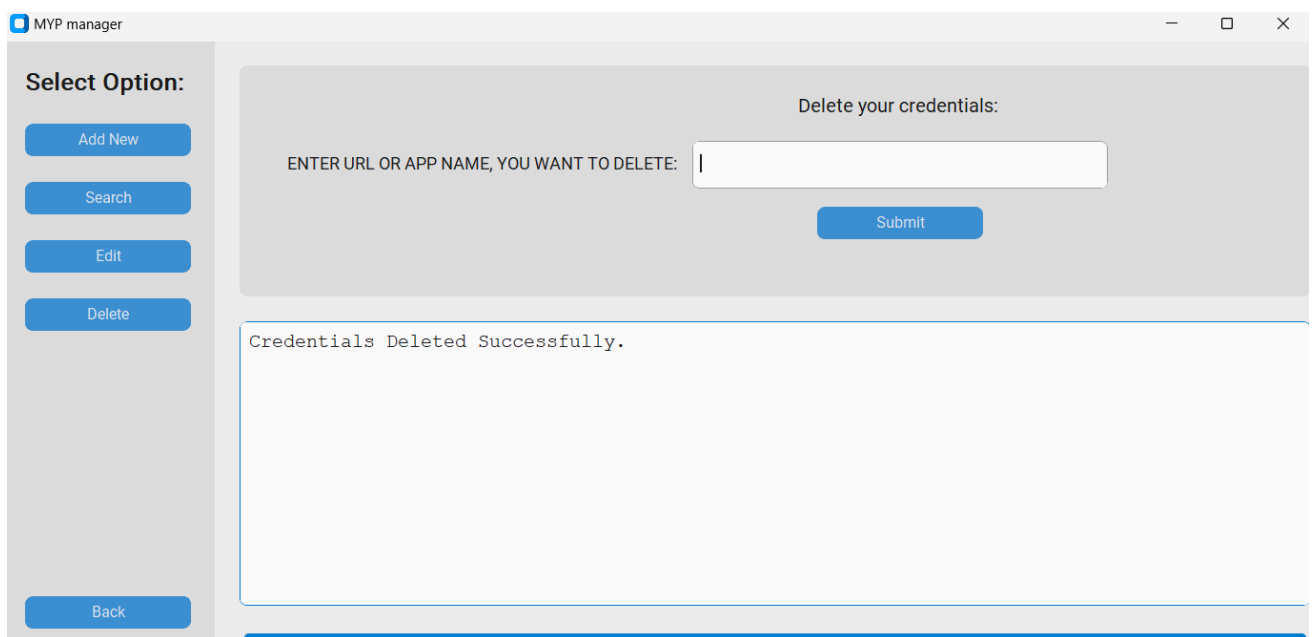 MYP manager
Select Option:
Add New
Search
Edit
Delete
Back
Delete your credentials:
ENTER URL OR APP NAME, YOU WANT TO DELETE:
Submit
Credentials Deleted Successfully.